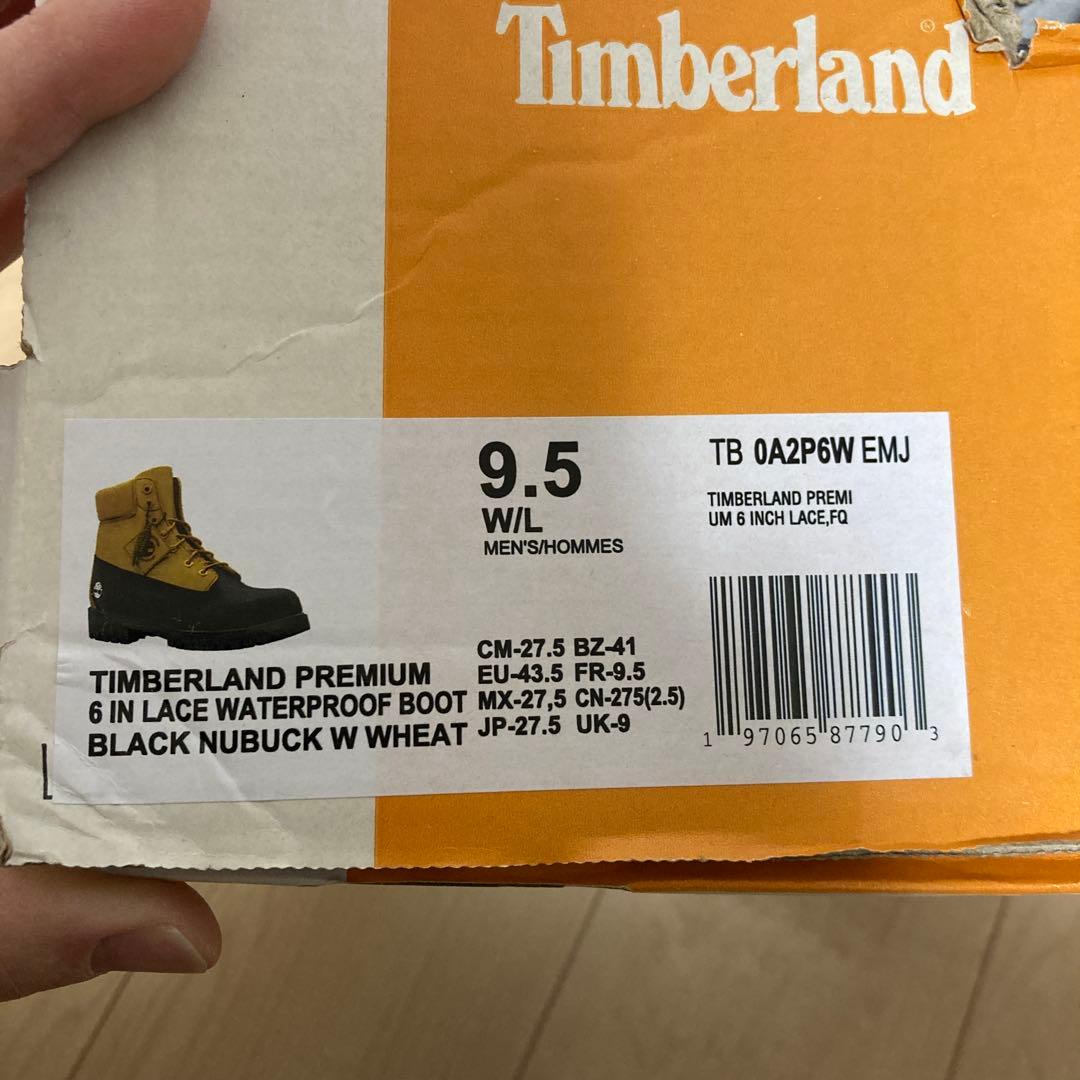 Timberland®
9.5
W/L
MEN'S/HOMMES
TB 0A2P6W EMJ
TIMBERLAND PREMI
UM 6 INCH LACE,FQ
TIMBERLAND PREMIUM
6 IN LACE WATERPROOF BOOT
BLACK NUBUCK W WHEAT
CM-27.5 BZ-41
EU-43.5 FR-9.5
MX-27,5 CN-275(2.5)
JP-27.5 UK-9
1 97065 87790 3